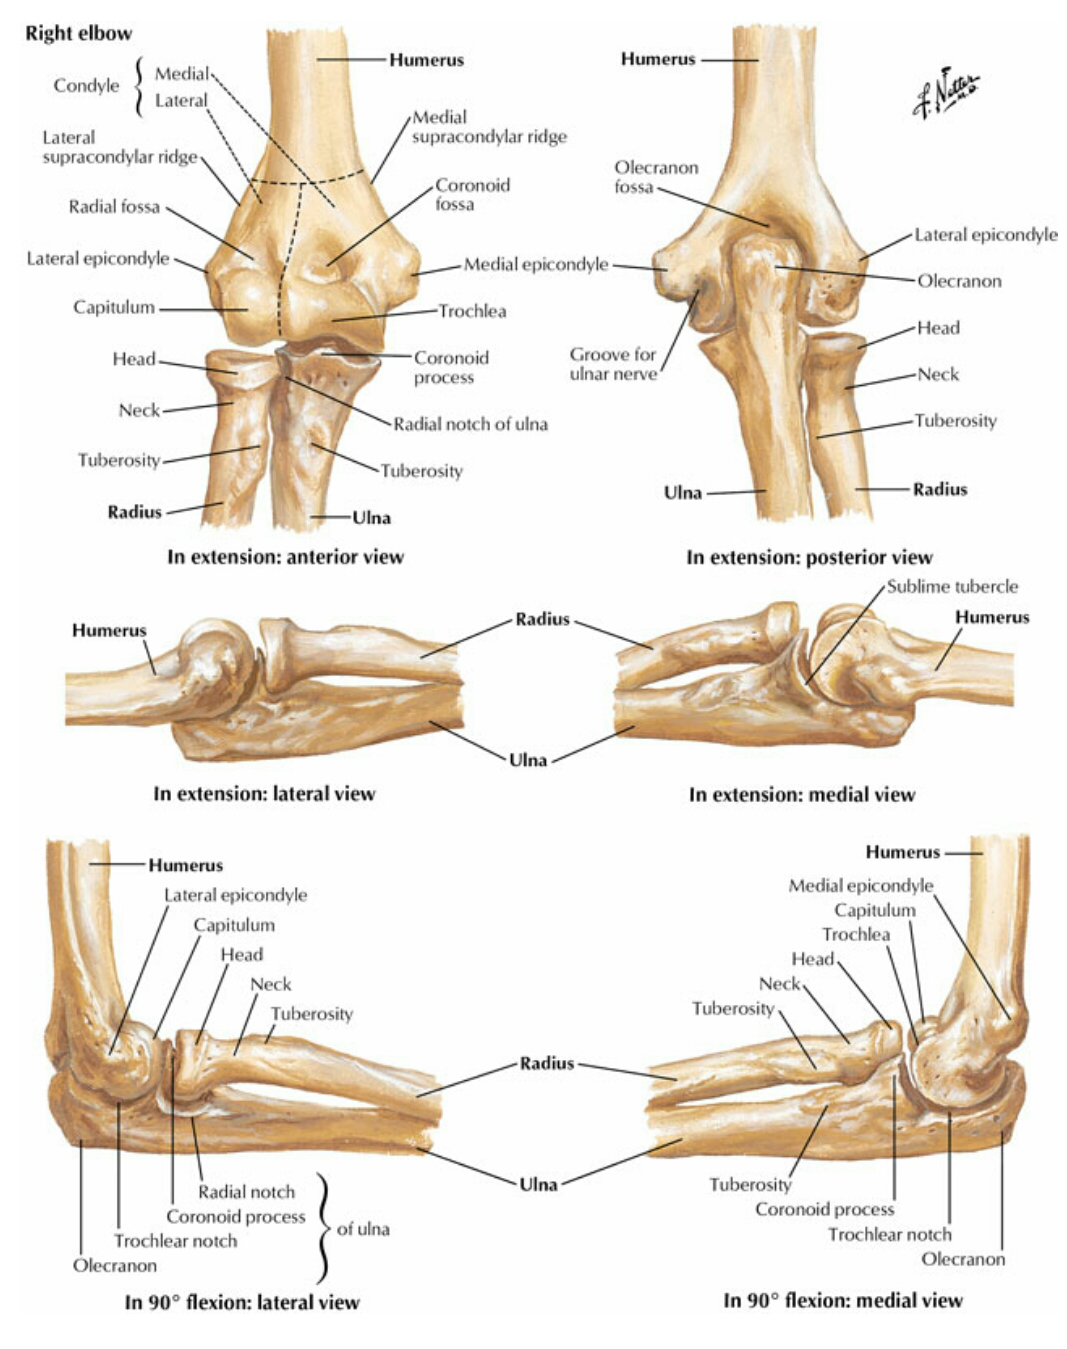 Right elbow
Condyle { Medial
Lateral
Humerus
Medial
supracondylar ridge
Lateral
supracondylar ridge
Coronoid
fossa
Radial fossa
Lateral epicondyle
Medial epicondyle
Capitulum
Trochlea
Head
Coronoid
process
Neck
Radial notch of ulna
Tuberosity
Tuberosity
Radius
Ulna
In extension: anterior view
Humerus
F. Netter
M.D.
Olecranon
fossa
Lateral epicondyle
Olecranon
Head
Groove for
ulnar nerve
Neck
Tuberosity
Ulna
Radius
In extension: posterior view
Sublime tubercle
Humerus
Radius
Humerus
Ulna
In extension: lateral view
In extension: medial view
Humerus
Lateral epicondyle
Capitulum
Head
Neck
Tuberosity
Radius
Ulna
Radial notch
Coronoid process
Trochlear notch
Olecranon
} of ulna
In 90° flexion: lateral view
Humerus
Medial epicondyle
Capitulum
Trochlea
Head
Neck
Tuberosity
Tuberosity
Coronoid process
Trochlear notch
Olecranon
In 90° flexion: medial view